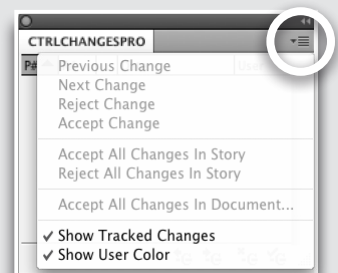 CTRLCHANGESPRO
P#
Previous Change
Next Change
Reject Change
Accept Change
Accept All Changes In Story
Reject All Changes In Story
Accept All Changes In Document...
✓ Show Tracked Changes
✓ Show User Color